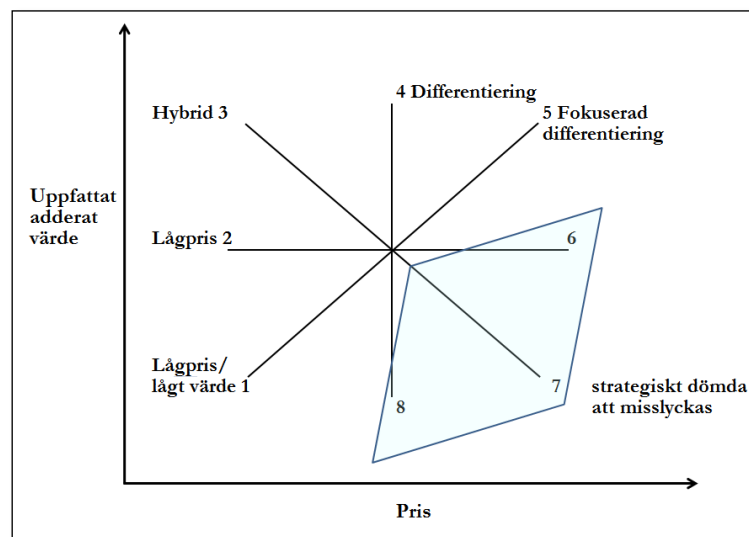 4 Differentiering
Hybrid 3
5 Fokuserad
differentiering
Uppfattat
adderat
värde
Lågpris 2
6
Lågpris/
lågt värde 1
7
strategiskt dömda
att misslyckas
8
Pris